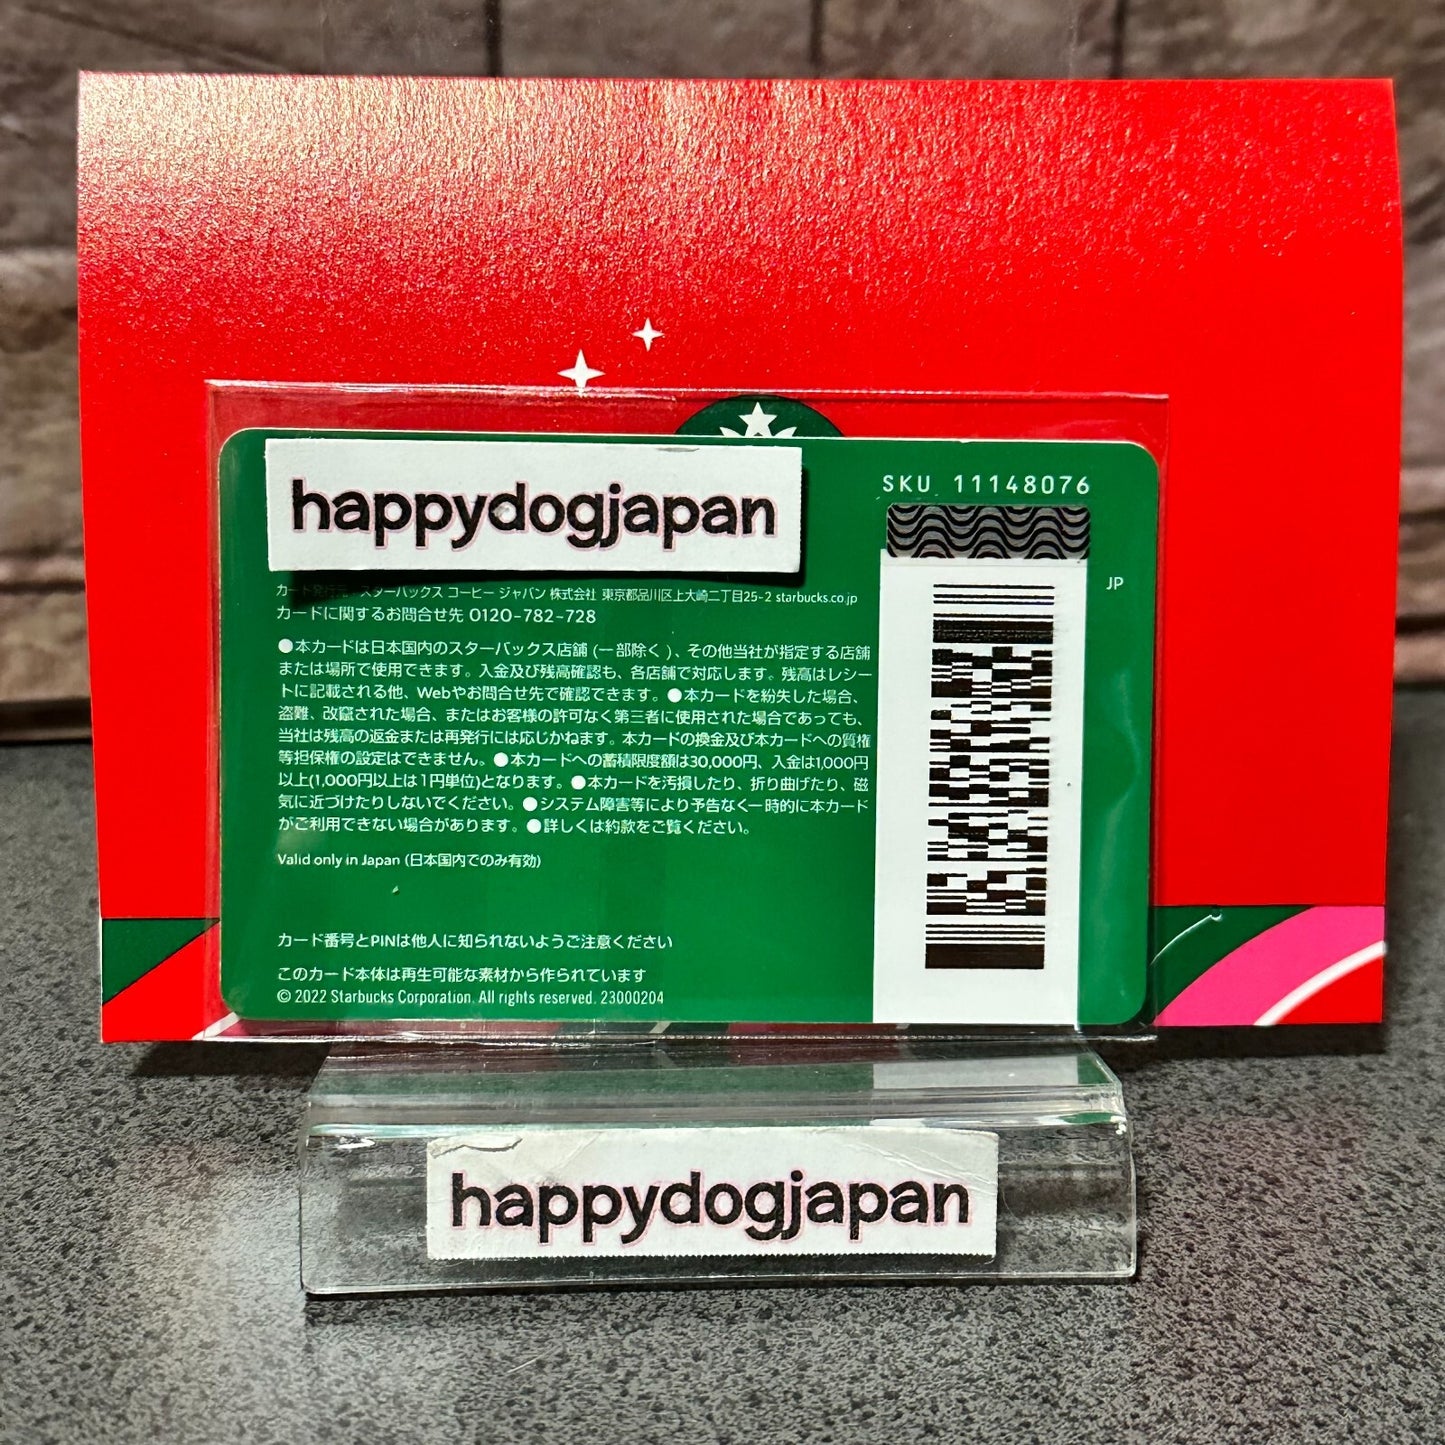 happydogjapan
SKU 11148076
JP
カード発行元・スターバックス コーヒー ジャパン 株式会社 東京都品川区上大崎二丁目25-2 starbucks.co.jp
カードに関するお問合せ先 0120-782-728
●本カードは日本国内のスターバックス店舗 (一部除く)、その他当社が指定する店舗
または場所で使用できます。入金及び残高確認も、各店舗で対応します。残高はレシー
トに記載される他、Webやお問合せ先で確認できます。●本カードを紛失した場合、
盗難、改竄された場合、またはお客様の許可なく第三者に使用された場合であっても、
当社は残高の返金または再発行には応じかねます。本カードの換金及び本カードへの質権
等担保権の設定はできません。●本カードへの蓄積限度額は30,000円、入金は1,000円
以上(1,000円以上は1円単位)となります。●本カードを汚損したり、折り曲げたり、磁
気に近づけたりしないでください。●システム障害等により予告なく一時的に本カード
がご利用できない場合があります。●詳しくは約款をご覧ください。
Valid only in Japan (日本国内でのみ有効)
カード番号とPINは他人に知られないようご注意ください
このカード本体は再生可能な素材から作られています
© 2022 Starbucks Corporation. All rights reserved. 23000204
happydogjapan